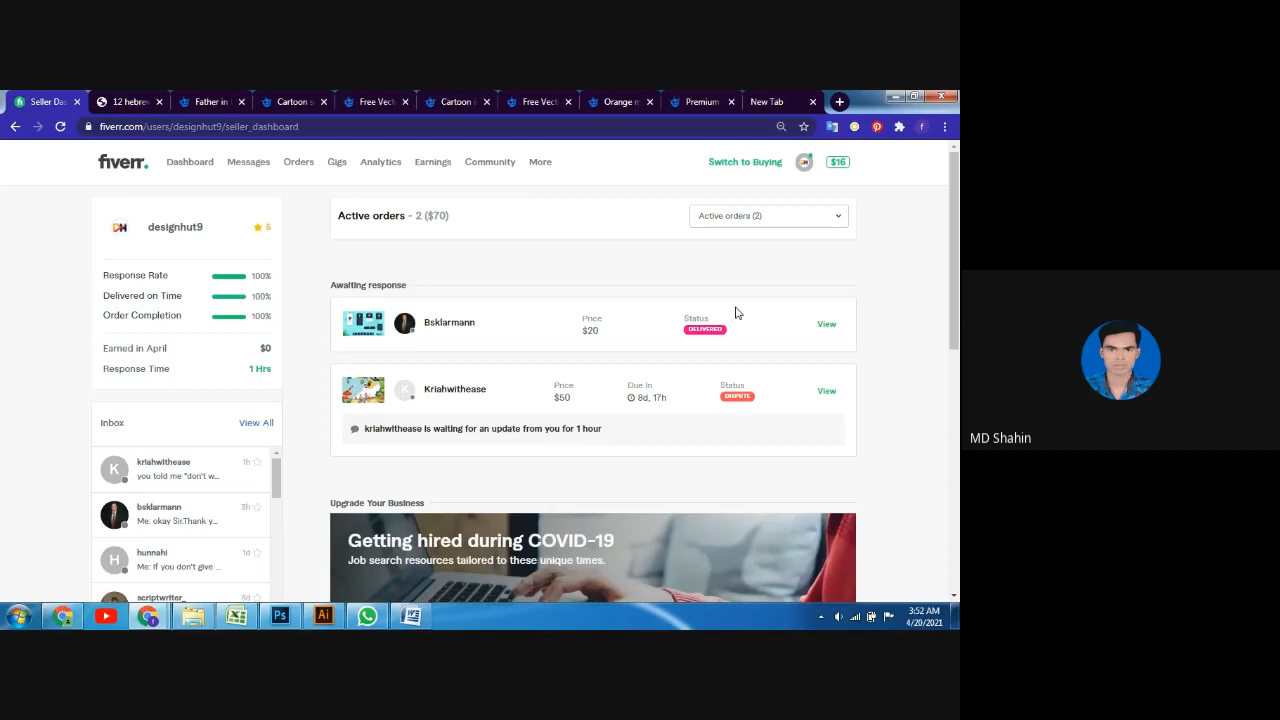 Seller Das
12 hebrew
Father in
Cartoon s
Free Vect
Cartoon
Free Vect
Orange m
Premium
New Tab
fiverr.com/users/designhut9/seller_dashboard
fiverr.
Dashboard
Messages
Orders
Gigs
Analytics
Earnings
Community
More
Switch to Buying
DH
$16
DH
designhut9
5
Response Rate
100%
Delivered on Time
100%
Order Completion
100%
Earned in April
$0
Response Time
1 Hrs
Inbox
View All
K
kriahwithease
1h
you told me "don't w...
bsklarmann
3h
Me: okay Sir.Thank y...
H
hunnahi
1d
Me: If you don't give ...
scriptwriter_
3d
Active orders - 2 ($70)
Active orders (2)
Awaiting response
Bsklarmann
Price
$20
Status
DELIVERED
View
K
Kriahwithease
Price
$50
Due In
8d, 17h
Status
DISPUTE
View
kriahwithease is waiting for an update from you for 1 hour
Upgrade Your Business
Getting hired during COVID-19
Job search resources tailored to these unique times.
Ps
Ai
3:52 AM
4/20/2021
MD Shahin